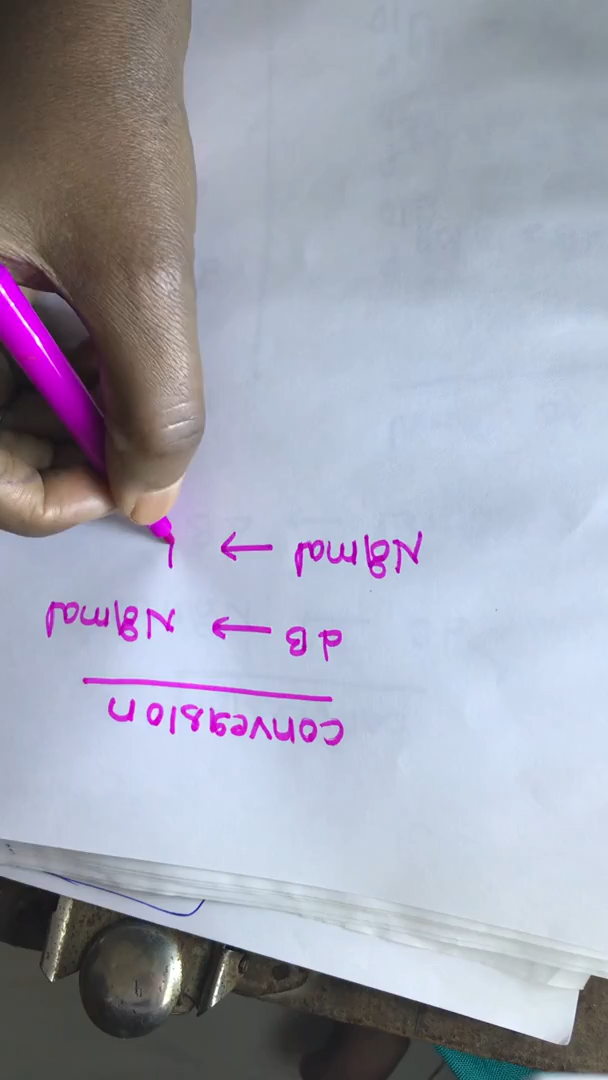 conversion
dB → Normal
Normal →